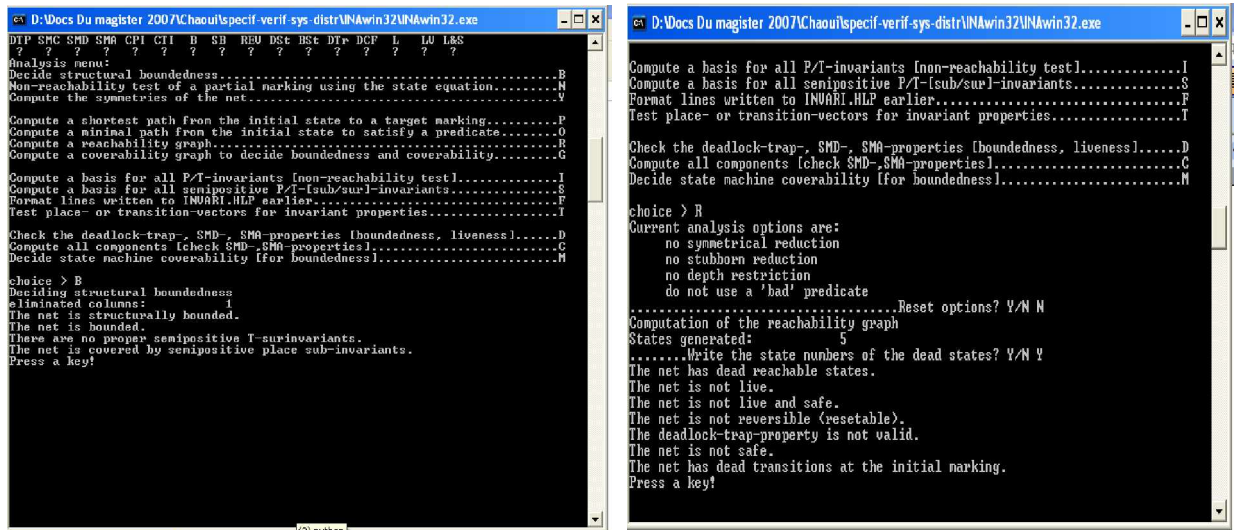 D:\Docs Du magister 2007\Chaoui\specif-verif-sys-distr\INAwin32\INAwin32.exe
DTP SMC SMD SMA CPI CTI B SB REV DSt BSt DTr DCF L LV L&S
? ? ? ? ? ? ? ? ? ? ? ? ? ? ? ?
Analysis menu:
Decide structural boundedness..........................................B
Non-reachability test of a partial marking using the state equation.........N
Compute the symmetries of the net.......................................Y
Compute a shortest path from the initial state to a target marking..........P
Compute a minimal path from the initial state to satisfy a predicate.........O
Compute a reachability graph............................................R
Compute a coverability graph to decide boundedness and coverability.........G
Compute a basis for all P/T-invariants [non-reachability test]..............I
Compute a basis for all semipositive P/T-[sub/sur]-invariants...............S
Format lines written to INVARI.HLP earlier..............................F
Test place- or transition-vectors for invariant properties..................T
Check the deadlock-trap-, SMD-, SMA-properties [boundedness, liveness]......D
Compute all components [check SMD-,SMA-properties]..........................C
Decide state machine coverability [for boundedness].........................M
choice > B
Deciding structural boundedness
eliminated columns: 1
The net is structurally bounded.
The net is bounded.
There are no proper semipositive T-surinvariants.
The net is covered by semipositive place sub-invariants.
Press a key!
D:\Docs Du magister 2007\Chaoui\specif-verif-sys-distr\INAwin32\INAwin32.exe
Compute a basis for all P/T-invariants [non-reachability test]..............I
Compute a basis for all semipositive P/T-[sub/sur]-invariants...............S
Format lines written to INVARI.HLP earlier..............................F
Test place- or transition-vectors for invariant properties..................T
Check the deadlock-trap-, SMD-, SMA-properties [boundedness, liveness]......D
Compute all components [check SMD-,SMA-properties]..........................C
Decide state machine coverability [for boundedness].........................M
choice > R
Current analysis options are:
no symmetrical reduction
no stubborn reduction
no depth restriction
do not use a 'bad' predicate
.....................................Reset options? Y/N N
Computation of the reachability graph
States generated: 5
........Write the state numbers of the dead states? Y/N Y
The net has dead reachable states.
The net is not live.
The net is not live and safe.
The net is not reversible (resetable).
The deadlock-trap-property is not valid.
The net is not safe.
The net has dead transitions at the initial marking.
Press a key!